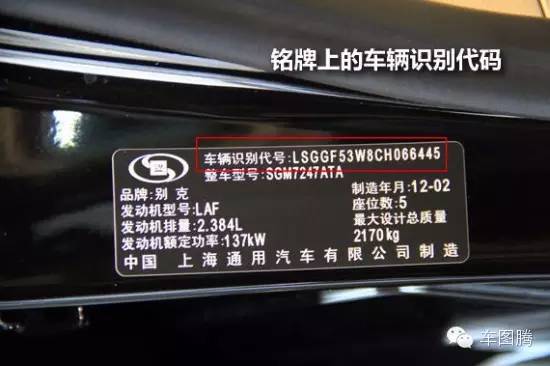 铭牌上的车辆识别代码
车辆识别代号:LSGGF53W8CH066445
整车型号:SGM7247ATA
品牌:别克 制造年月:12-02
发动机型号:LAF 座位数:5
发动机排量:2.384L 最大设计总质量
发动机额定功率:137kW 2170kg
中国 上海通用汽车有限公司制造
车图腾